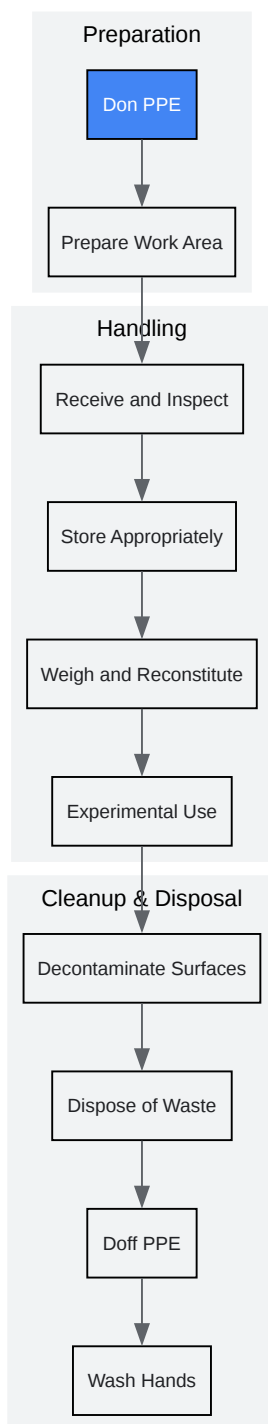 Preparation
Don PPE
Prepare Work Area
Handling
Receive and Inspect
Store Appropriately
Weigh and Reconstitute
Experimental Use
Cleanup & Disposal
Decontaminate Surfaces
Dispose of Waste
Doff PPE
Wash Hands